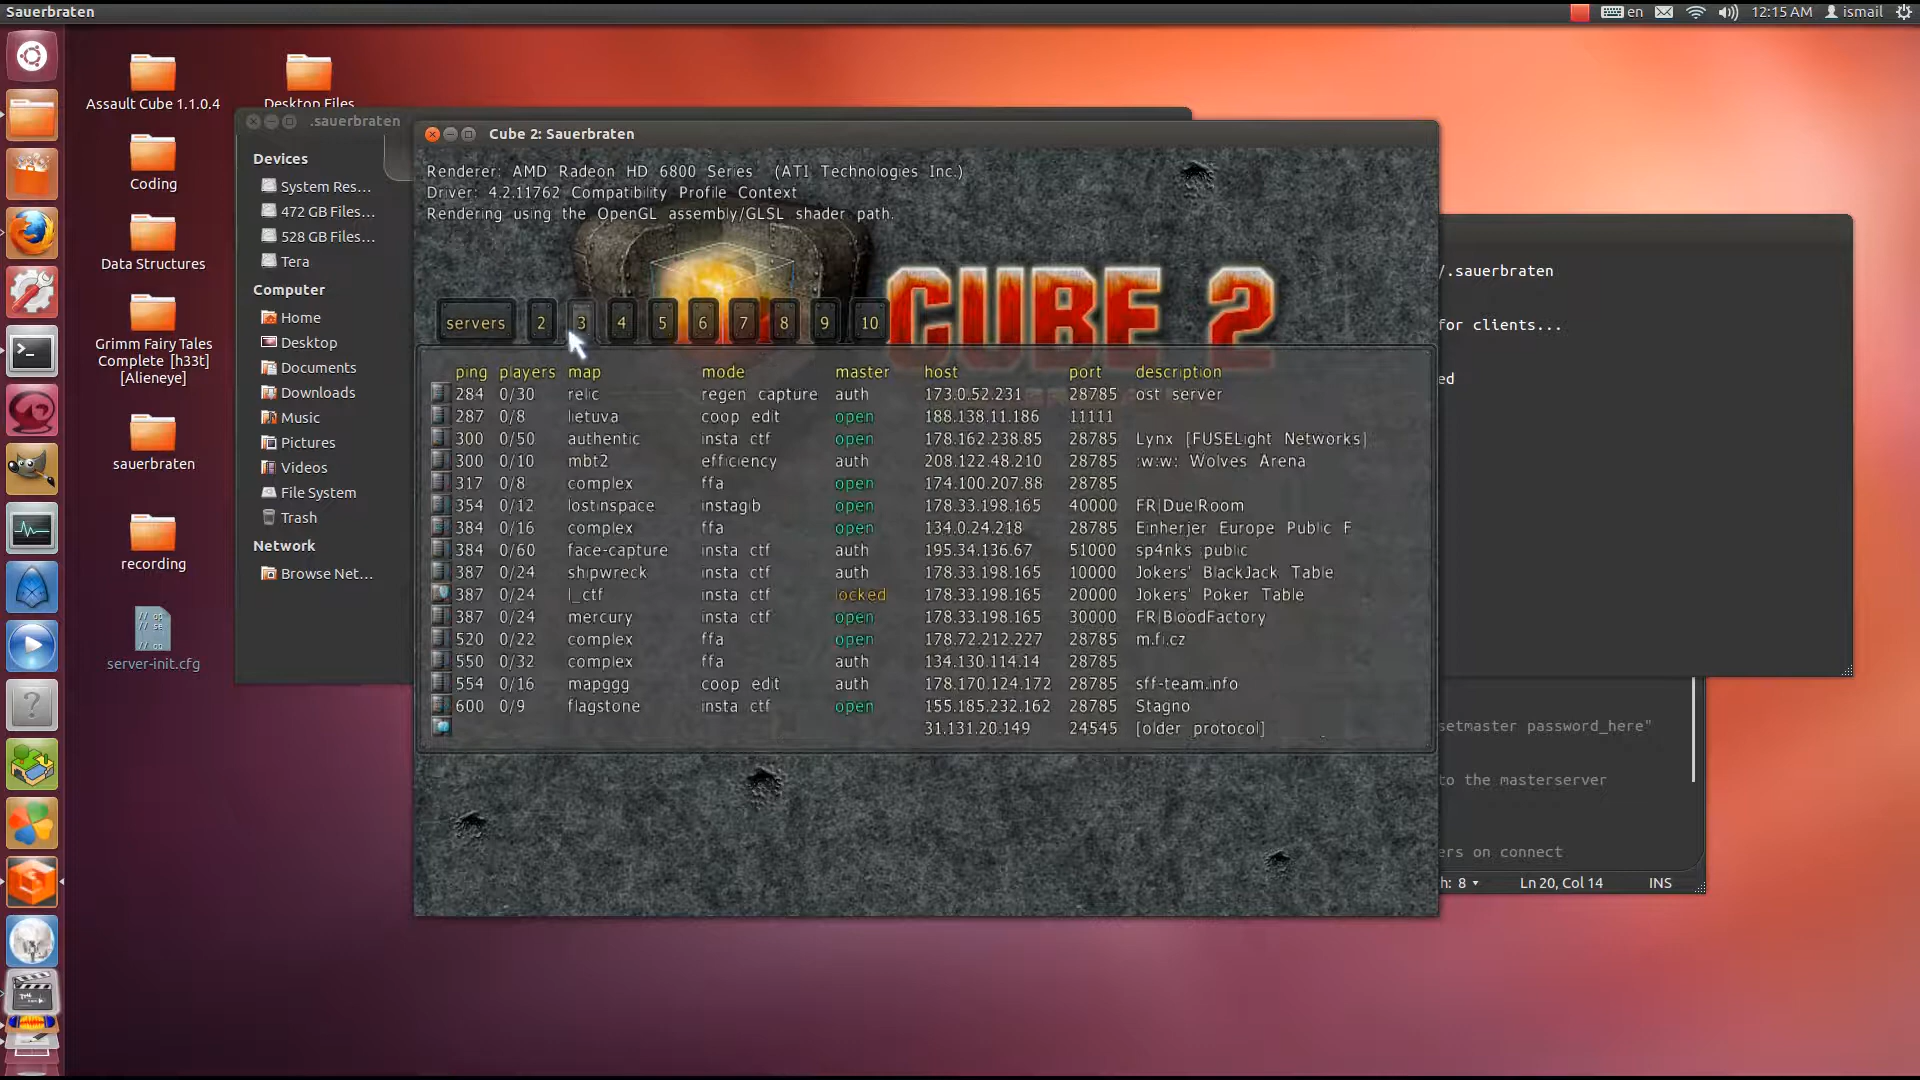 Sauerbraten
en
12:15 AM
ismail
Assault Cube 1.1.0.4
Desktop Files
Coding
Data Structures
Grimm Fairy Tales
Complete [h33t]
[Alieneye]
sauerbraten
recording
server-init.cfg
.sauerbraten
Devices
System Res...
472 GB Files...
528 GB Files...
Tera
Computer
Home
Desktop
Documents
Downloads
Music
Pictures
Videos
File System
Trash
Network
Browse Net...
Cube 2: Sauerbraten
Renderer: AMD Radeon HD 6800 Series (ATI Technologies Inc.)
Driver: 4.2.11762 Compatibility Profile Context
Rendering using the OpenGL assembly/GLSL shader path.
CUBE 2
servers 2 3 4 5 6 7 8 9 10
ping players map mode master host port description
284 0/30 relic regen capture auth 173.0.52.231 28785 ost server
287 0/8 lietuva coop edit open 188.138.11.186 11111
300 0/50 authentic insta ctf open 178.162.238.85 28785 Lynx [FUSELight Networks]
300 0/10 mbt2 efficiency auth 208.122.48.210 28785 :w:w: Wolves Arena
317 0/8 complex ffa open 174.100.207.88 28785
354 0/12 lostinspace instagib open 178.33.198.165 40000 FR|DuelRoom
384 0/16 complex ffa open 134.0.24.218 28785 Einherjer Europe Public F
384 0/60 face-capture insta ctf auth 195.34.136.67 51000 sp4nks public
387 0/24 shipwreck insta ctf auth 178.33.198.165 10000 Jokers' BlackJack Table
387 0/24 l_ctf insta ctf locked 178.33.198.165 20000 Jokers' Poker Table
387 0/24 mercury insta ctf open 178.33.198.165 30000 FR|BloodFactory
520 0/22 complex ffa open 178.72.212.227 28785 m.fi.cz
550 0/32 complex ffa auth 134.130.114.14 28785
554 0/16 mapggg coop edit auth 178.170.124.172 28785 sff-team.info
600 0/9 flagstone insta ctf open 155.185.232.162 28785 Stagno
31.131.20.149 24545 [older protocol]
/.sauerbraten
for clients...
ed
setmaster password_here"
to the masterserver
ers on connect
h: 8
Ln 20, Col 14
INS